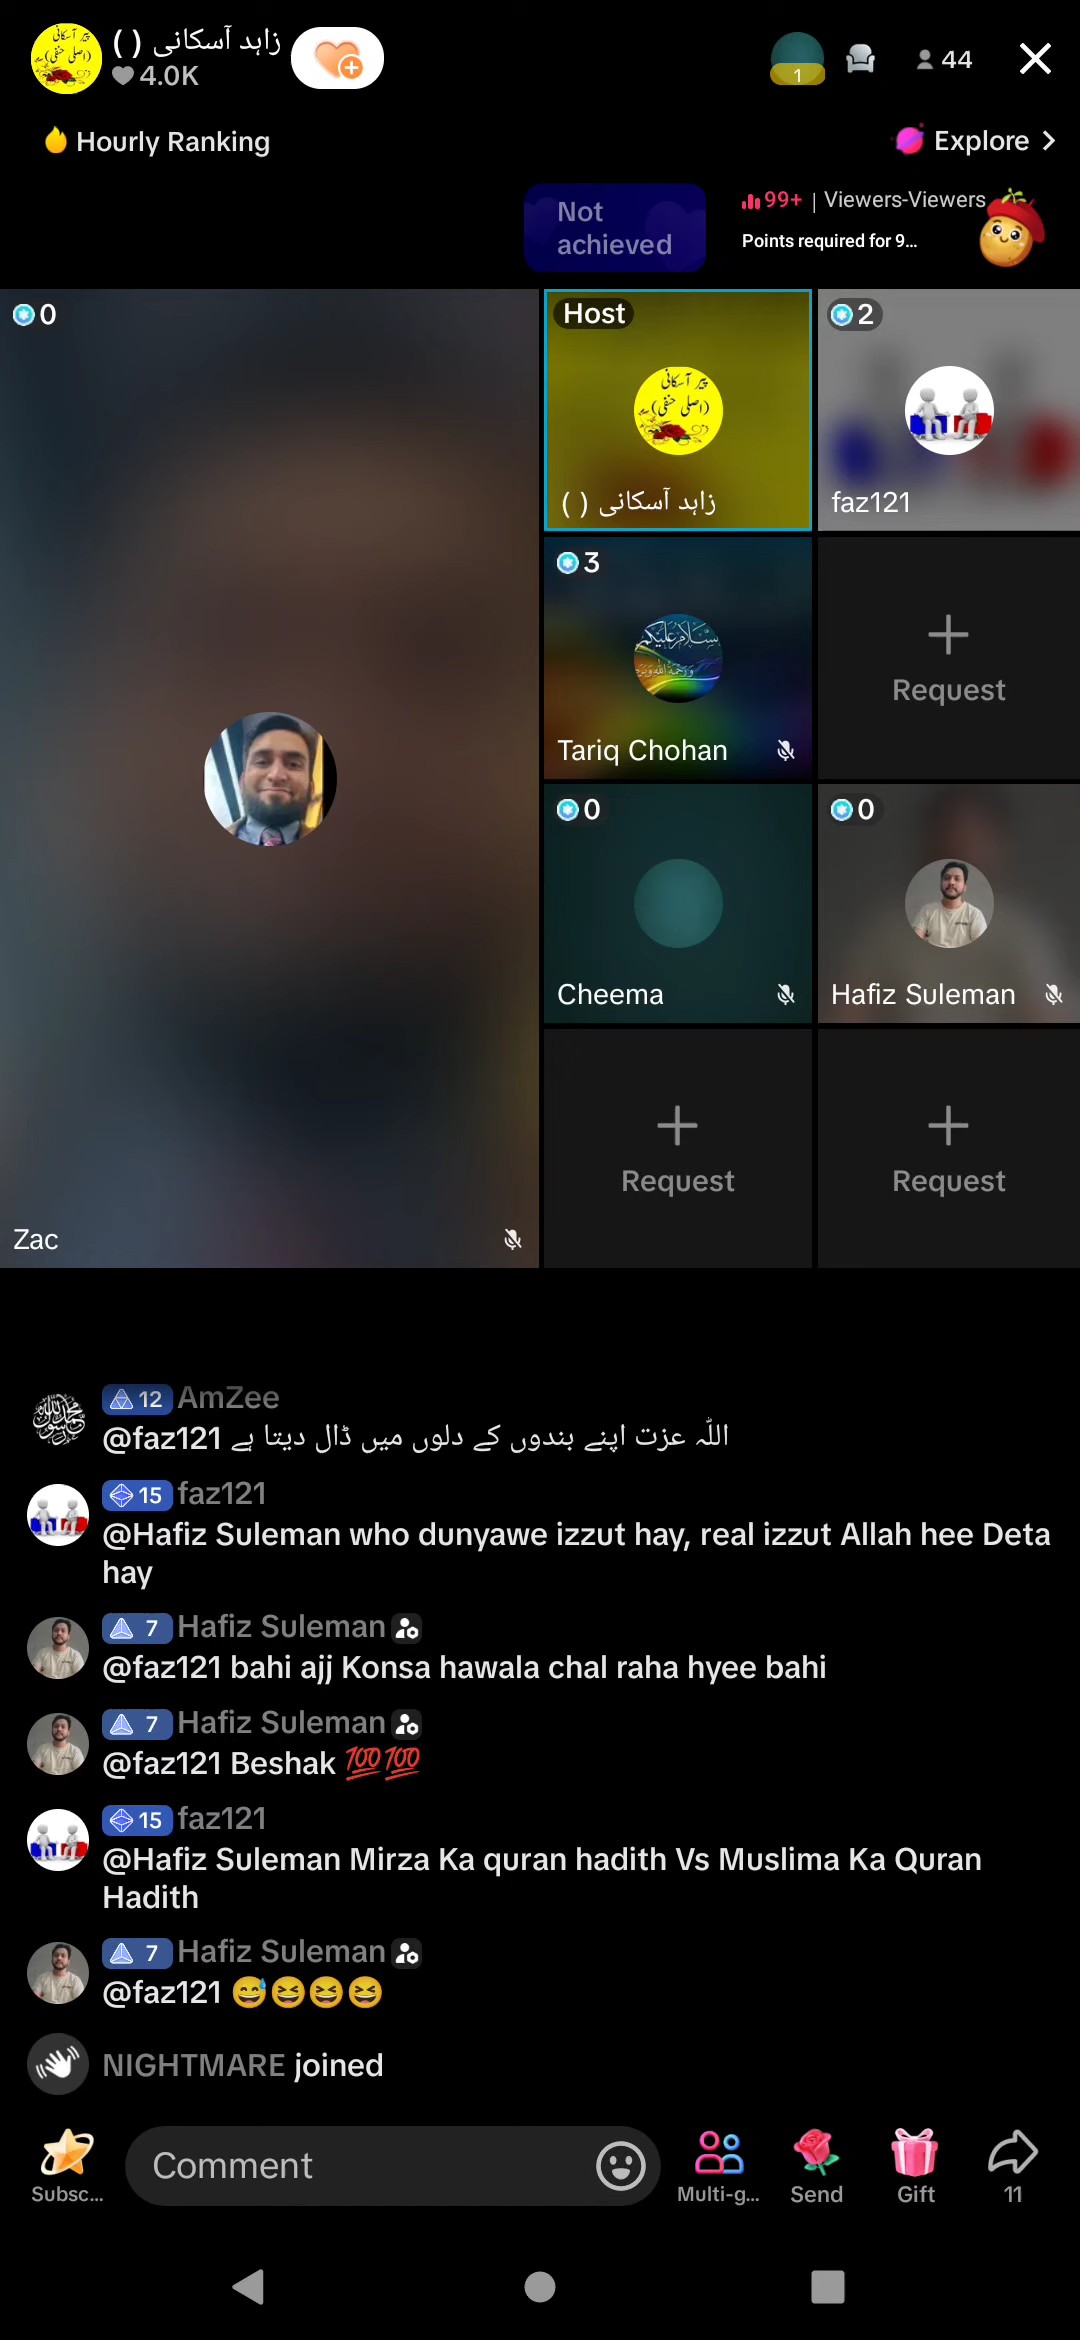 زاہد آسکانی ( )
4.0K
1
44
Hourly Ranking
Explore
Not
achieved
99+ | Viewers-Viewers
Points required for 9...
0
Host
پیر آسکانی
(اصلی حنفی)
زاہد آسکانی ( )
2
faz121
3
Tariq Chohan
Request
0
Cheema
0
Hafiz Suleman
Request
Request
Zac
12 AmZee
@faz121 اللّٰہ عزت اپنے بندوں کے دلوں میں ڈال دیتا ہے
15 faz121
@Hafiz Suleman who dunyawe izzut hay, real izzut Allah hee Deta
hay
7 Hafiz Suleman
@faz121 bahi ajj Konsa hawala chal raha hyee bahi
7 Hafiz Suleman
@faz121 Beshak 💯💯
15 faz121
@Hafiz Suleman Mirza Ka quran hadith Vs Muslima Ka Quran
Hadith
7 Hafiz Suleman
@faz121 😅😆😆😆
NIGHTMARE joined
Comment
Subsc...
Multi-g...
Send
Gift
11